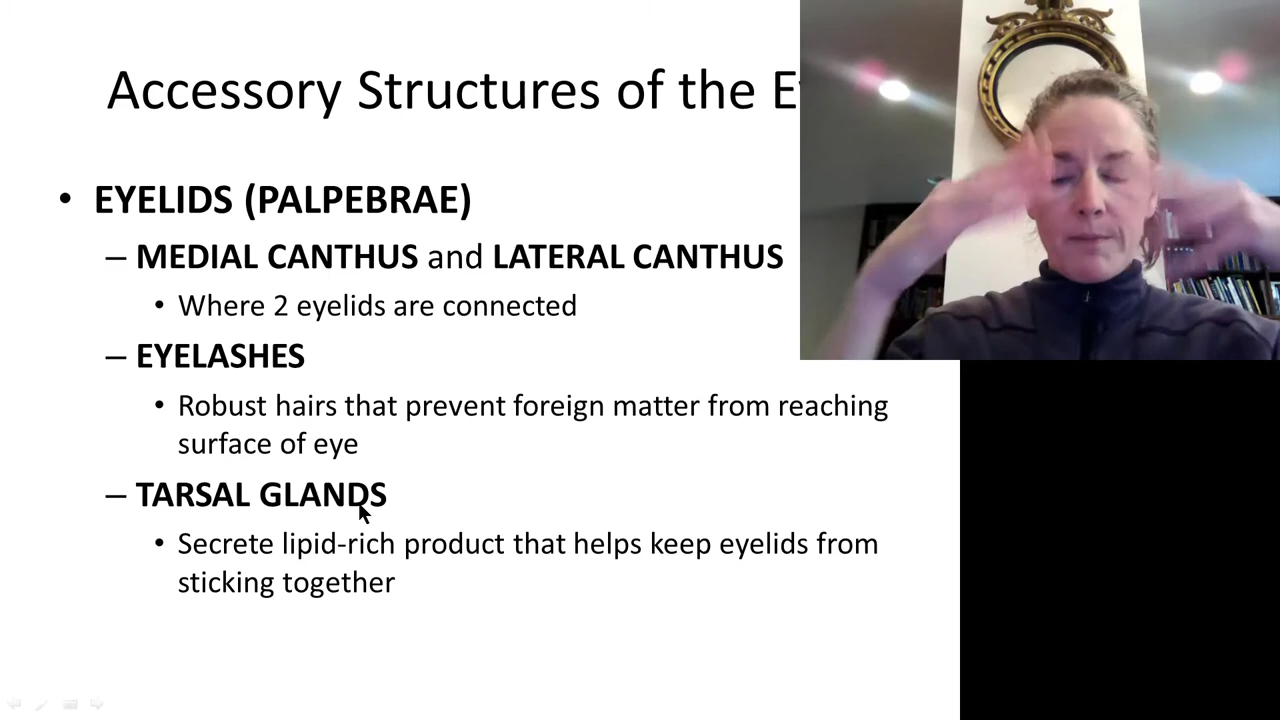 Accessory Structures of the
• EYELIDS (PALPEBRAE)
– MEDIAL CANTHUS and LATERAL CANTHUS
• Where 2 eyelids are connected
– EYELASHES
• Robust hairs that prevent foreign matter from reaching
surface of eye
– TARSAL GLANDS
• Secrete lipid-rich product that helps keep eyelids from
sticking together